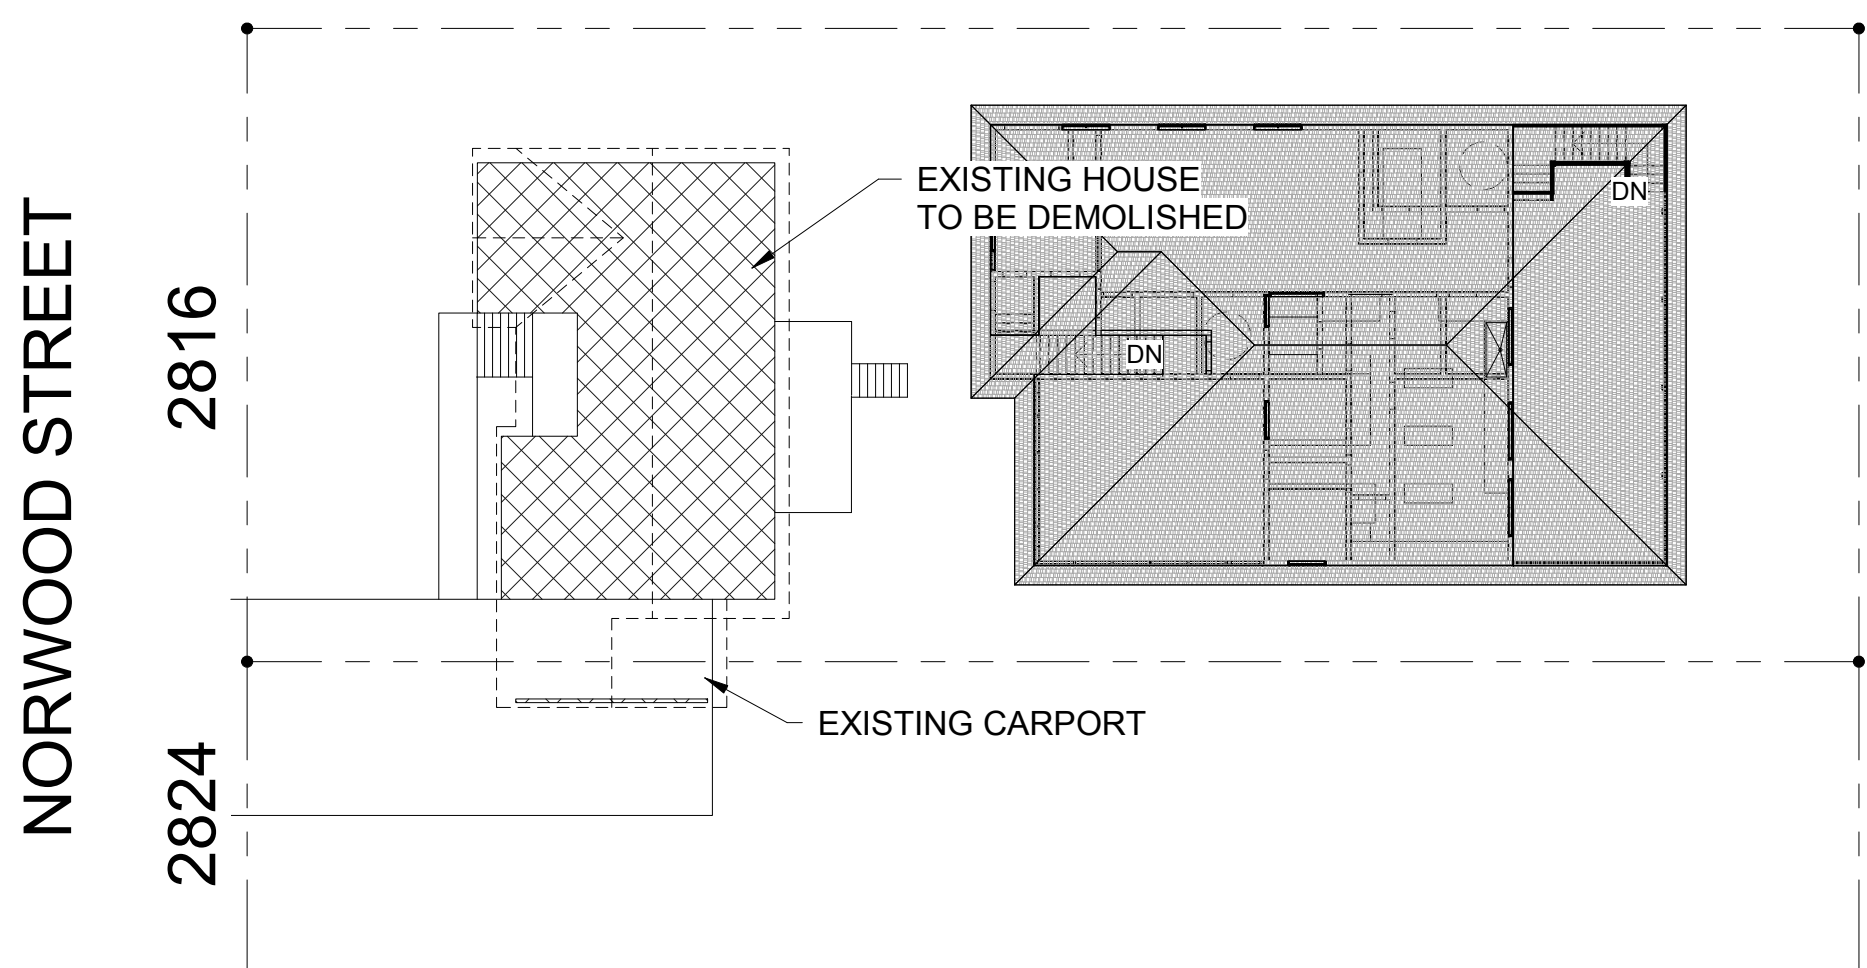 NORWOOD STREET
2816
2824
EXISTING HOUSE
TO BE DEMOLISHED
DN
DN
EXISTING CARPORT